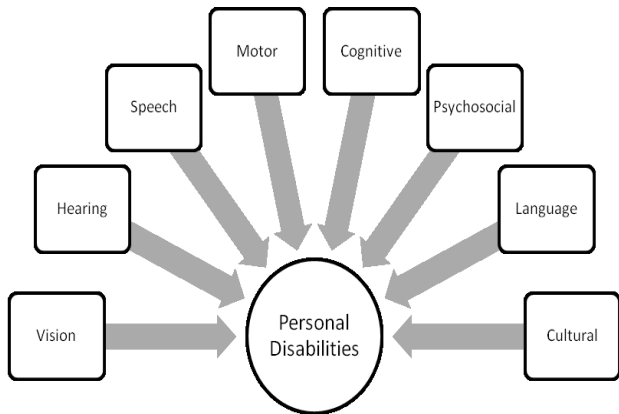 Motor
Cognitive
Speech
Psychosocial
Hearing
Language
Vision
Personal
Disabilities
Cultural